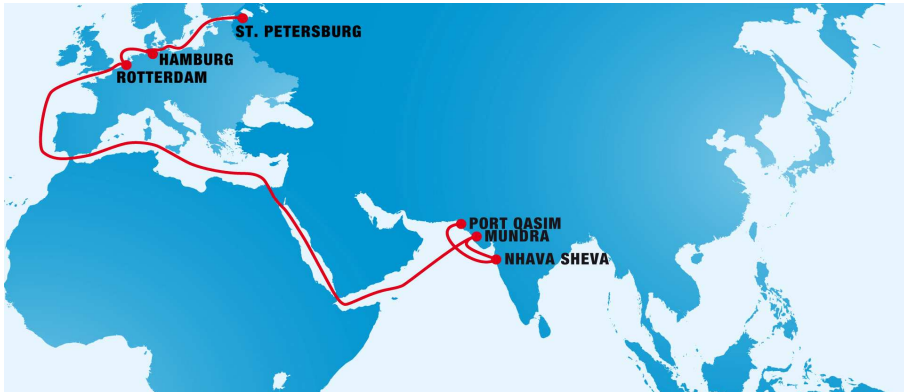 ST. PETERSBURG
HAMBURG
ROTTERDAM
PORT QASIM
MUNDRA
NHAVA SHEVA